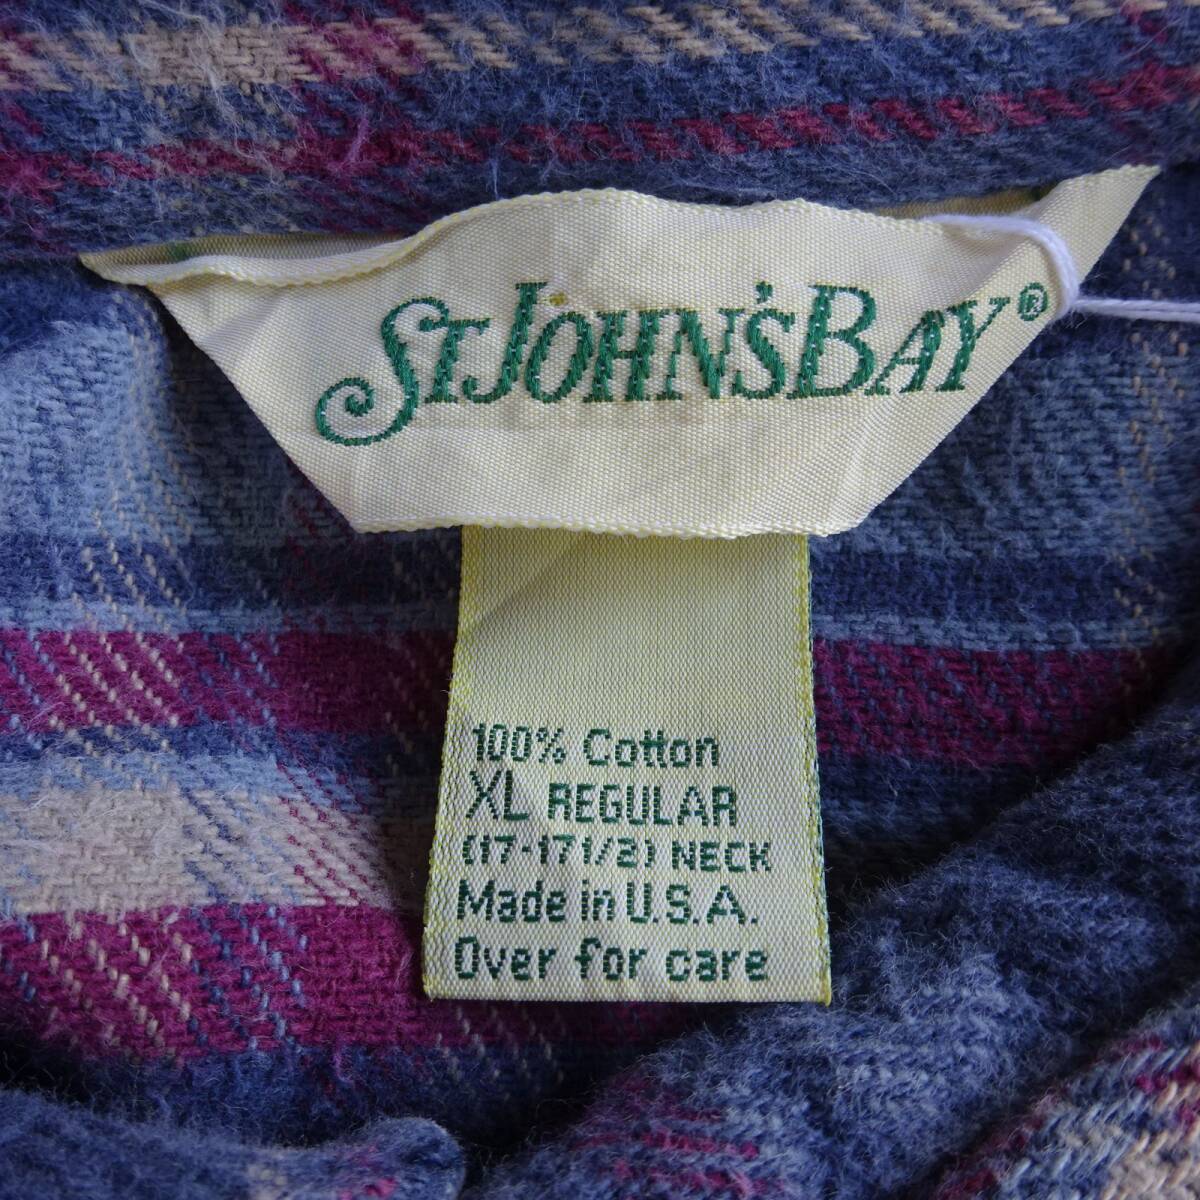 St. John's Bay®
100% Cotton
XL REGULAR
(17-17 1/2) NECK
Made in U.S.A.
Over for care